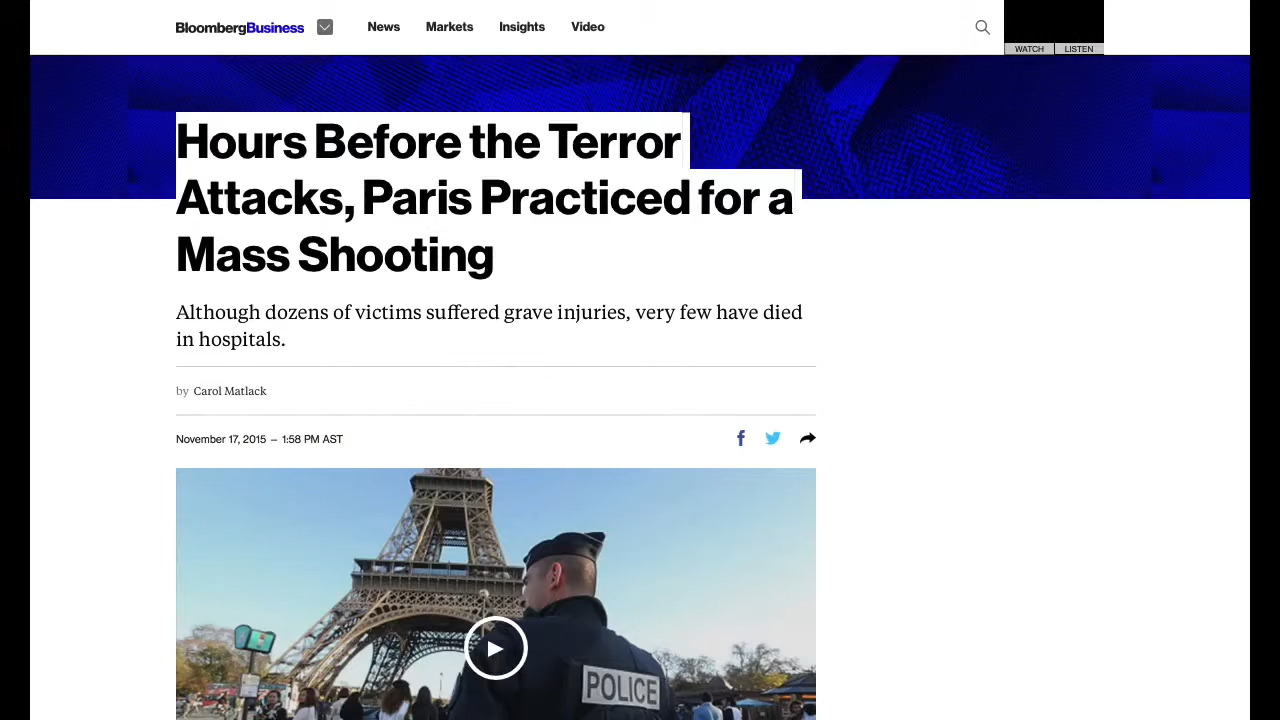 BloombergBusiness News Markets Insights Video
WATCH LISTEN
Hours Before the Terror
Attacks, Paris Practiced for a
Mass Shooting
Although dozens of victims suffered grave injuries, very few have died
in hospitals.
by Carol Matlack
November 17, 2015 — 1:58 PM AST
POLICE